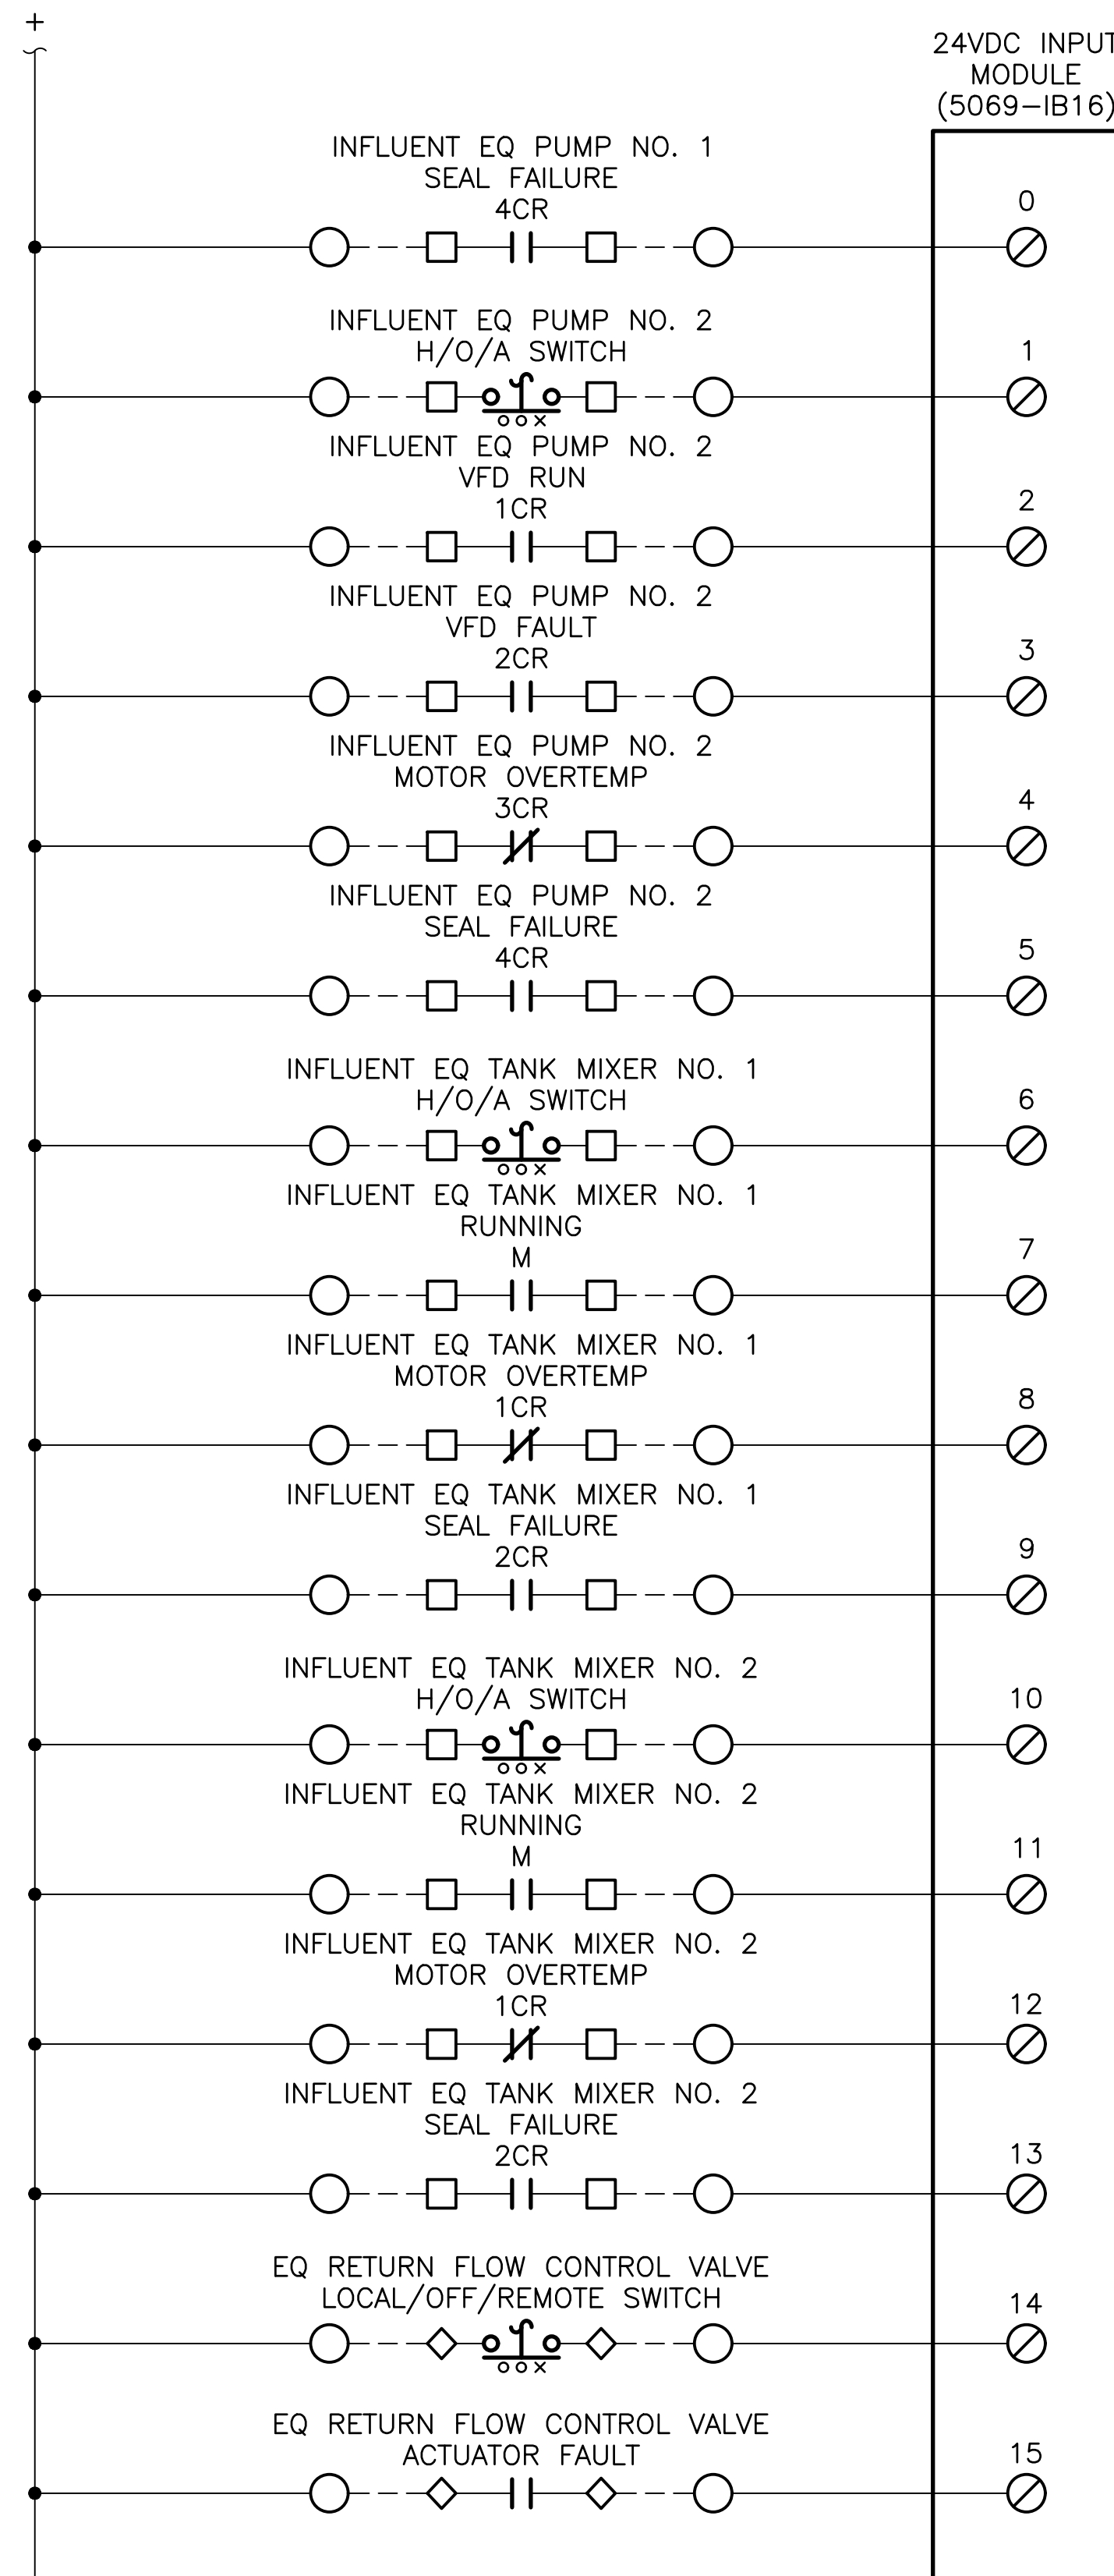 +
24VDC INPUT
MODULE
(5069-IB16)
INFLUENT EQ PUMP NO. 1
SEAL FAILURE
4CR
0
INFLUENT EQ PUMP NO. 2
H/O/A SWITCH
1
OOX
INFLUENT EQ PUMP NO. 2
VFD RUN
1CR
2
INFLUENT EQ PUMP NO. 2
VFD FAULT
2CR
3
INFLUENT EQ PUMP NO. 2
MOTOR OVERTEMP
3CR
4
INFLUENT EQ PUMP NO. 2
SEAL FAILURE
4CR
5
INFLUENT EQ TANK MIXER NO. 1
H/O/A SWITCH
6
OOX
INFLUENT EQ TANK MIXER NO. 1
RUNNING
M
7
INFLUENT EQ TANK MIXER NO. 1
MOTOR OVERTEMP
1CR
8
INFLUENT EQ TANK MIXER NO. 1
SEAL FAILURE
2CR
9
INFLUENT EQ TANK MIXER NO. 2
H/O/A SWITCH
10
OOX
INFLUENT EQ TANK MIXER NO. 2
RUNNING
M
11
INFLUENT EQ TANK MIXER NO. 2
MOTOR OVERTEMP
1CR
12
INFLUENT EQ TANK MIXER NO. 2
SEAL FAILURE
2CR
13
EQ RETURN FLOW CONTROL VALVE
LOCAL/OFF/REMOTE SWITCH
14
OOX
EQ RETURN FLOW CONTROL VALVE
ACTUATOR FAULT
15